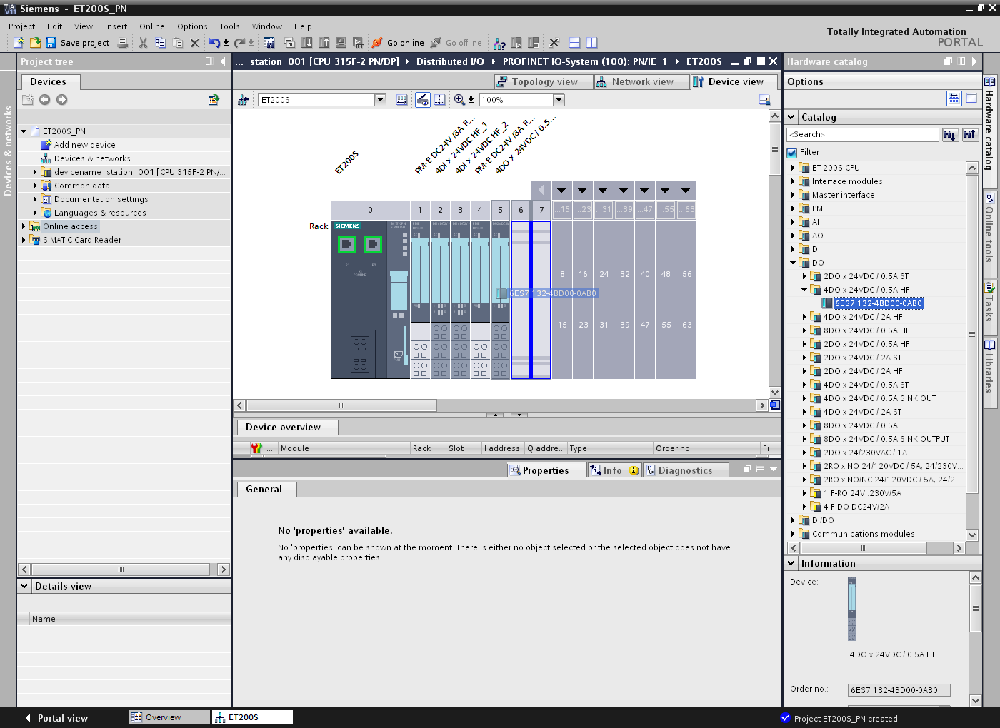 Siemens - ET200S_PN
Project Edit View Insert Online Options Tools Window Help
Totally Integrated Automation
PORTAL
Save project
Go online
Go offline
Project tree
Devices
Devices & networks
ET200S_PN
Add new device
Devices & networks
devicename_station_001 [CPU 315F-2 PN/...
Common data
Documentation settings
Languages & resources
Online access
SIMATIC Card Reader
Details view
Name
..._station_001 [CPU 315F-2 PN/DP] Distributed I/O PROFINET IO-System (100): PN/IE_1 ET200S
Topology view
Network view
Device view
ET200S
100%
ET200S
PM-E DC24V /8A R...
4DI X 24VDC HF_1
4DI X 24VDC HF_2
PM-E DC24V /8A R...
4DO X 24VDC / 0.5...
0 1 2 3 4 5 6 7 ...15 ...23 ...31 ...39 ...47 ...55 ...63
Rack
SIEMENS
8 16 24 32 40 48 56
6ES7 132-4BD00-0AB0
- - - - - - -
15 23 31 39 47 55 63
Device overview
... Module Rack Slot I address Q addre... Type Order no. Fi
Properties
Info
Diagnostics
General
No 'properties' available.
No 'properties' can be shown at the moment. There is either no object selected or the selected object does not have
any displayable properties.
Hardware catalog
Options
Catalog
<Search>
Filter
ET 200S CPU
Interface modules
Master interface
PM
AI
AO
DI
DO
2DO x 24VDC / 0.5A ST
4DO x 24VDC / 0.5A HF
6ES7 132-4BD00-0AB0
4DO x 24VDC / 2A HF
8DO x 24VDC / 0.5A HF
2DO x 24VDC / 0.5A HF
2DO x 24VDC / 2A ST
2DO x 24VDC / 2A HF
4DO x 24VDC / 0.5A ST
4DO x 24VDC / 0.5A SINK OUT
4DO x 24VDC / 2A ST
8DO x 24VDC / 0.5A
8DO x 24VDC / 0.5A SINK OUTPUT
2DO x 24/230VAC / 1A
2RO x NO 24/120VDC / 5A, 24/230V...
2RO x NO/NC 24/120VDC / 5A, 24/2...
1 F-RO 24V..230V/5A
4 F-DO DC24V/2A
DI/DO
Communications modules
Information
Device:
4DO x 24VDC / 0.5A HF
Order no.:
6ES7 132-4BD00-0AB0
Hardware catalog
Online tools
Tasks
Libraries
Portal view
Overview
ET200S
Project ET200S_PN created.